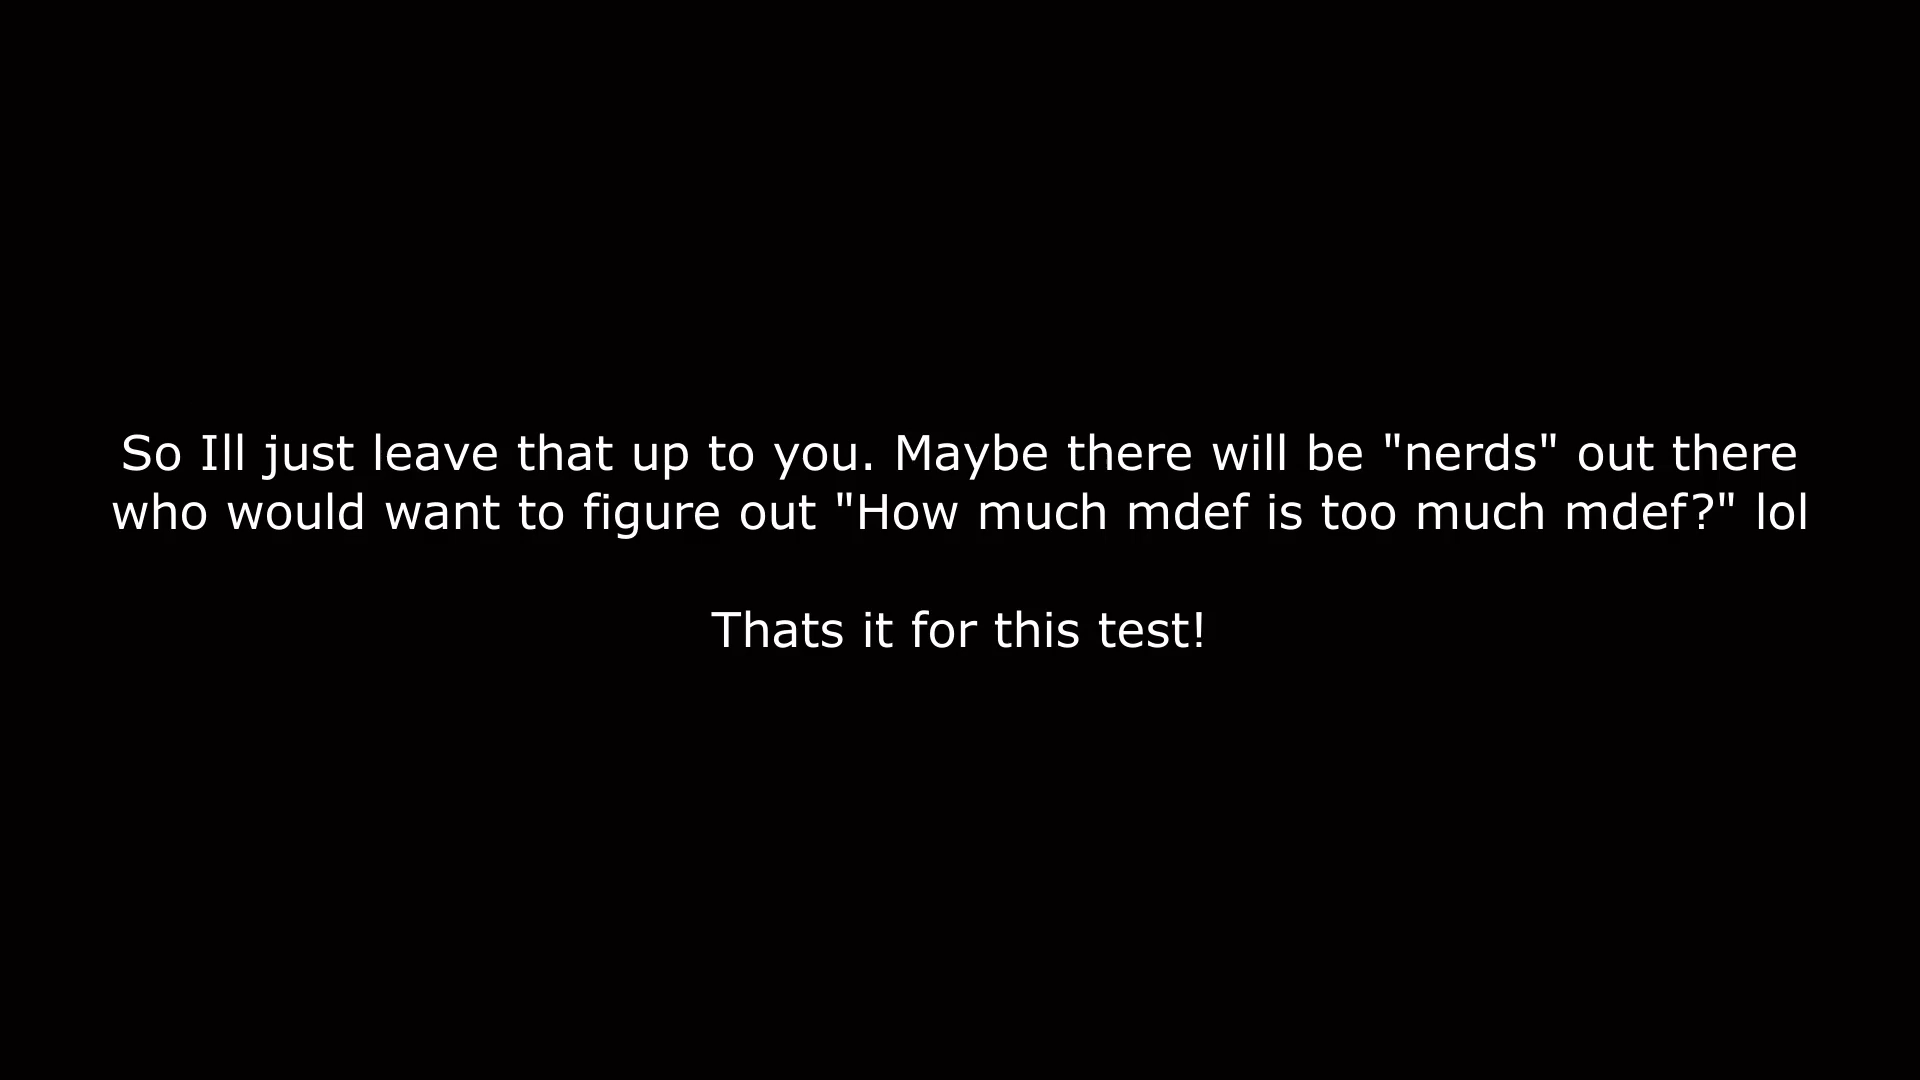 So Ill just leave that up to you. Maybe there will be "nerds" out there
who would want to figure out "How much mdef is too much mdef?" lol
Thats it for this test!